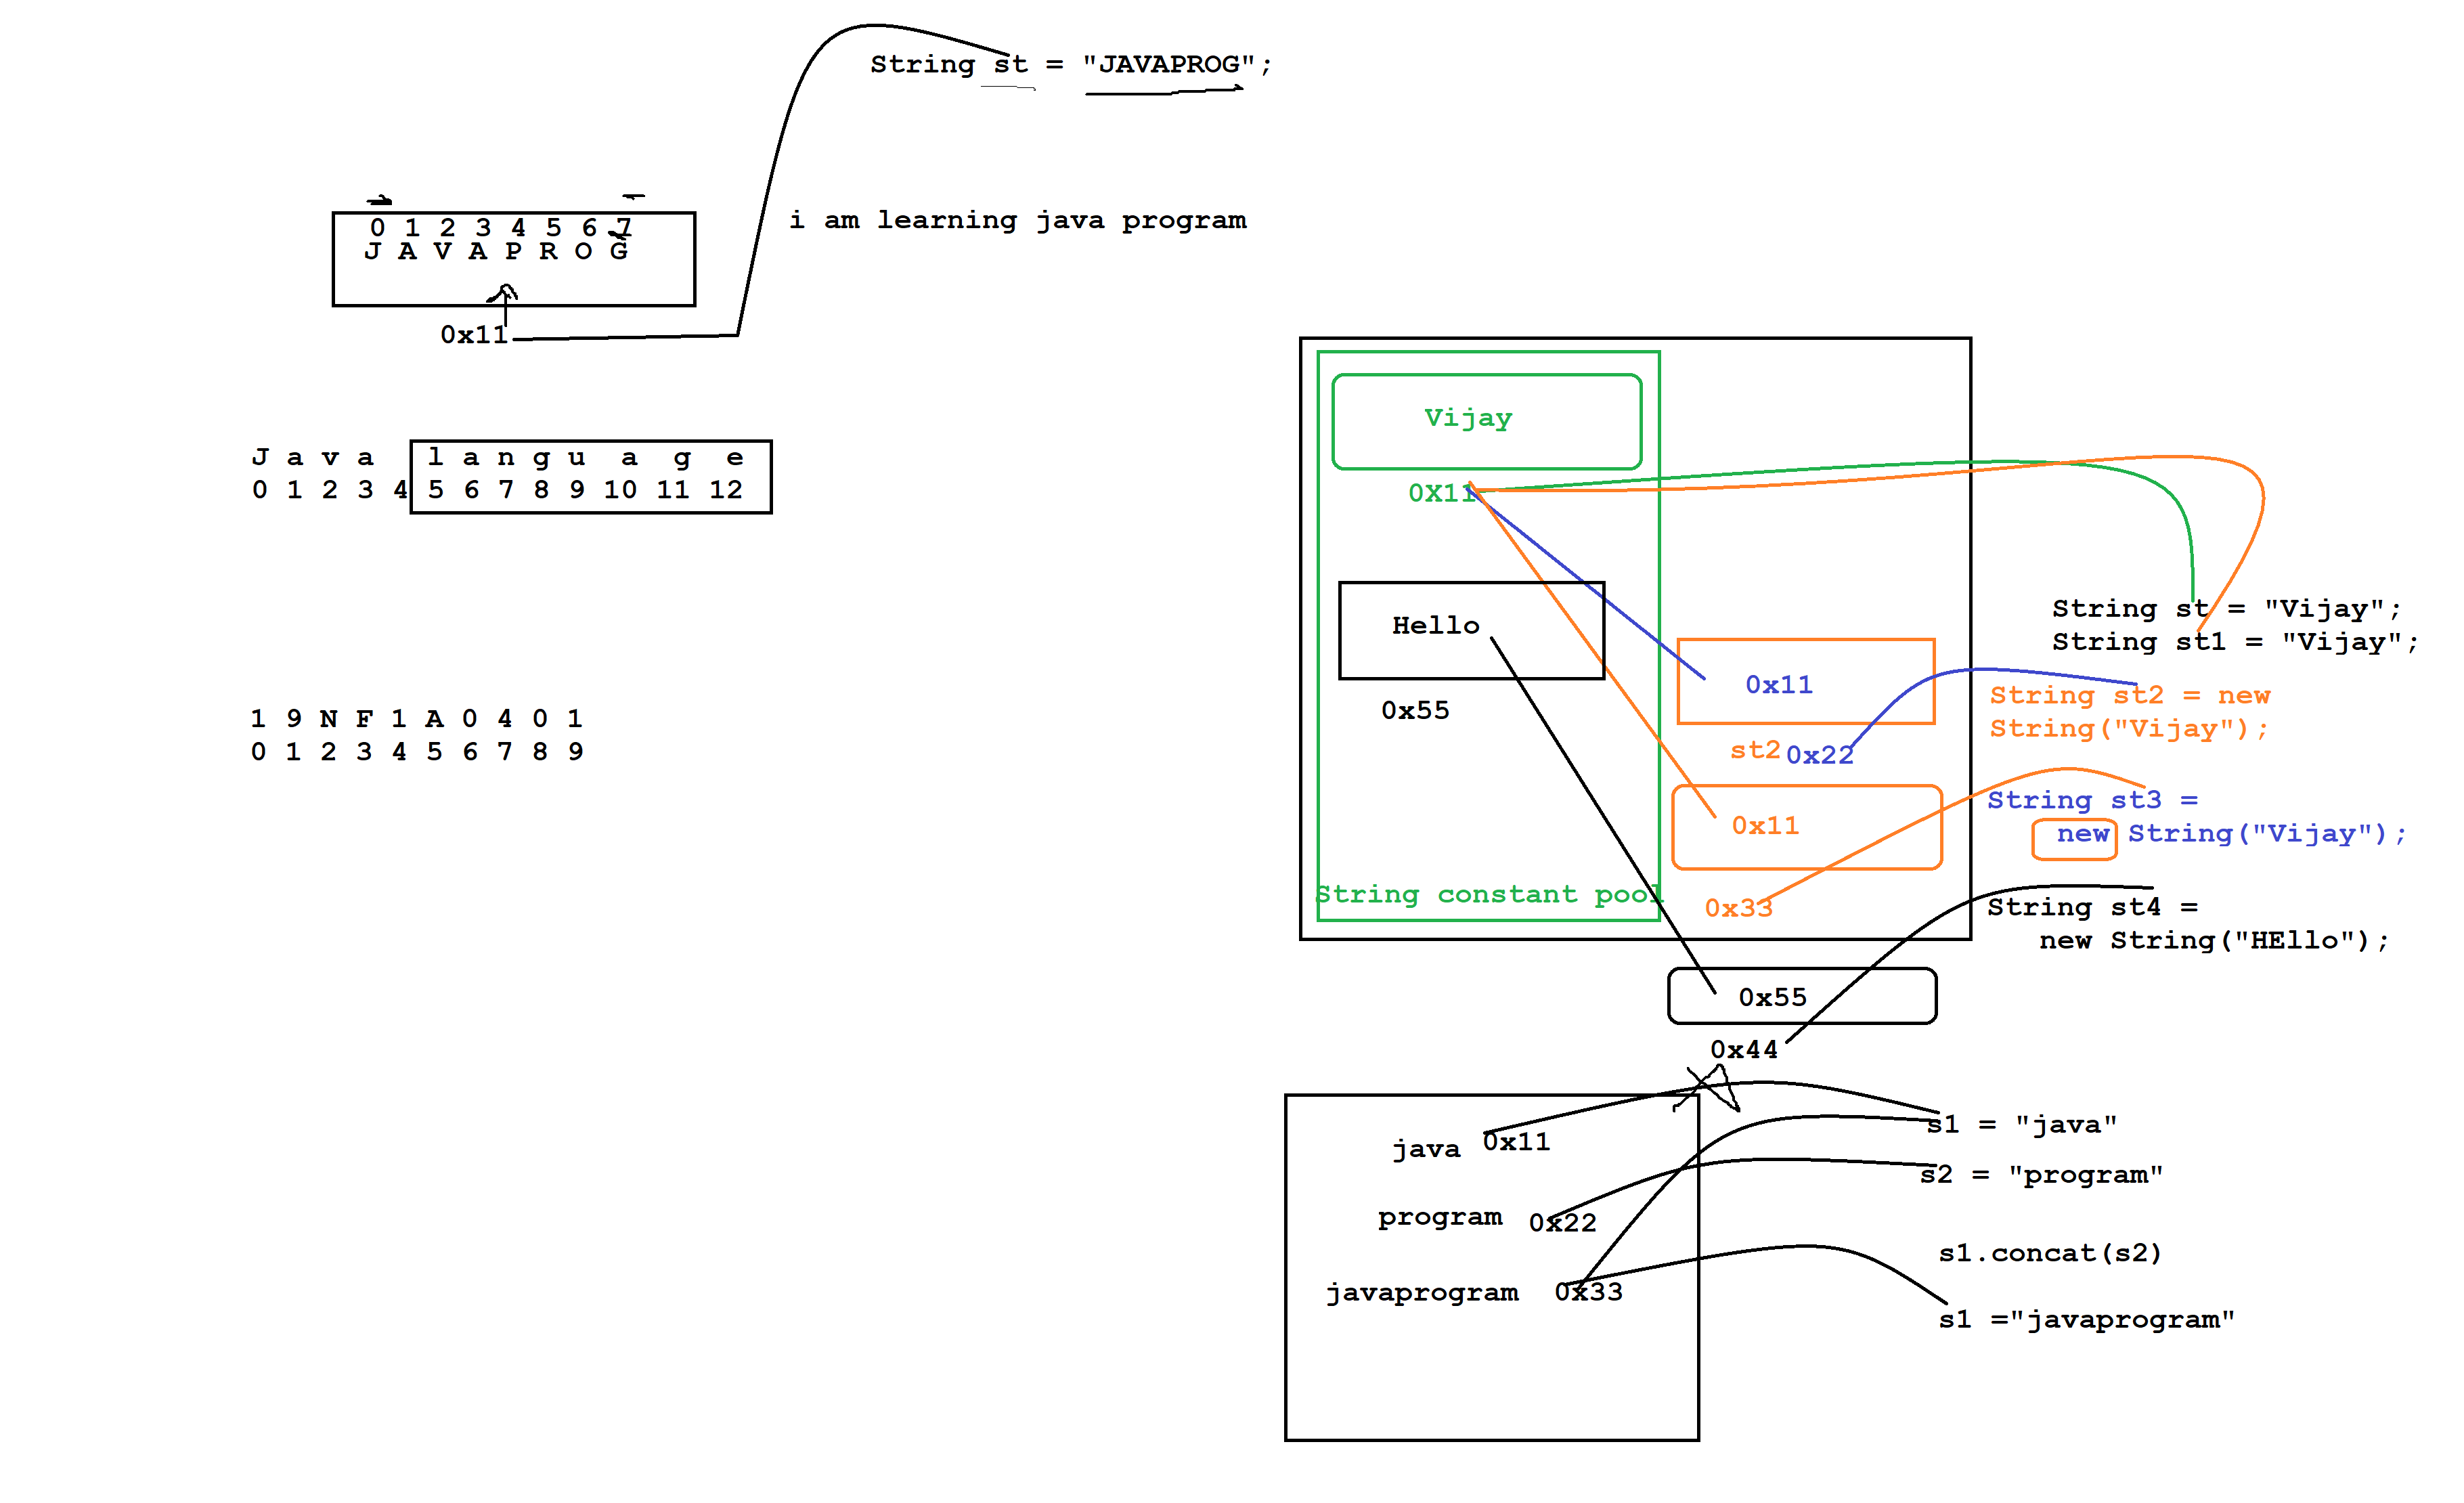 String st = "JAVAPROG";
i am learning java program
0 1 2 3 4 5 6 7
J A V A P R O G
0x11
J a v a l a n g u a g e
0 1 2 3 4 5 6 7 8 9 10 11 12
1 9 N F 1 A 0 4 0 1
0 1 2 3 4 5 6 7 8 9
Vijay
0X11
Hello
0x55
String constant pool
0x11
st2 0x22
0x11
0x33
0x55
0x44
String st = "Vijay";
String st1 = "Vijay";
String st2 = new
String("Vijay");
String st3 =
new String("Vijay");
String st4 =
new String("HEllo");
java 0x11
program 0x22
javaprogram 0x33
s1 = "java"
s2 = "program"
s1.concat(s2)
s1 ="javaprogram"